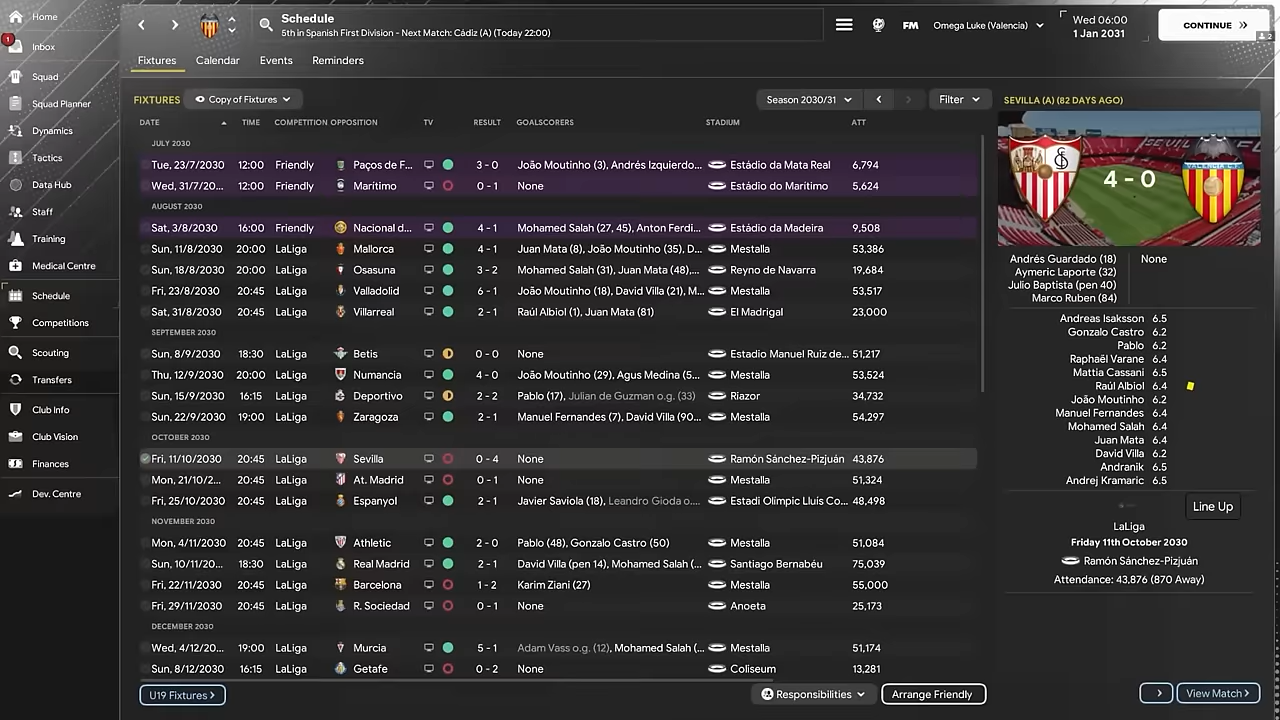 Home
1
Inbox
Squad
Squad Planner
Dynamics
Tactics
Data Hub
Staff
Training
Medical Centre
Schedule
Competitions
Scouting
Transfers
Club Info
Club Vision
Finances
Dev. Centre
Schedule
5th in Spanish First Division - Next Match: Cádiz (A) (Today 22:00)
FM
Omega Luke (Valencia)
Wed 06:00
1 Jan 2031
CONTINUE
2
Fixtures Calendar Events Reminders
FIXTURES Copy of Fixtures Season 2030/31 Filter
DATE TIME COMPETITION OPPOSITION TV RESULT GOALSCORERS STADIUM ATT
JULY 2030
Tue, 23/7/2030 12:00 Friendly Paços de F... 3 - 0 João Moutinho (3), Andrés Izquierdo... Estádio da Mata Real 6,794
Wed, 31/7/20... 12:00 Friendly Marítimo 0 - 1 None Estádio do Marítimo 5,624
AUGUST 2030
Sat, 3/8/2030 16:00 Friendly Nacional d... 4 - 1 Mohamed Salah (27, 45), Anton Ferdi... Estádio da Madeira 9,508
Sun, 11/8/2030 20:00 LaLiga Mallorca 4 - 1 Juan Mata (8), João Moutinho (35), D... Mestalla 53,386
Sun, 18/8/2030 20:00 LaLiga Osasuna 3 - 2 Mohamed Salah (31), Juan Mata (48),... Reyno de Navarra 19,684
Fri, 23/8/2030 20:45 LaLiga Valladolid 6 - 1 João Moutinho (18), David Villa (21), M... Mestalla 53,517
Sat, 31/8/2030 20:45 LaLiga Villarreal 2 - 1 Raúl Albiol (1), Juan Mata (81) El Madrigal 23,000
SEPTEMBER 2030
Sun, 8/9/2030 18:30 LaLiga Betis 0 - 0 None Estadio Manuel Ruiz de... 51,217
Thu, 12/9/2030 20:00 LaLiga Numancia 4 - 0 João Moutinho (29), Agus Medina (5... Mestalla 53,524
Sun, 15/9/2030 16:15 LaLiga Deportivo 2 - 2 Pablo (17), Julian de Guzman o.g. (33) Riazor 34,732
Sun, 22/9/2030 19:00 LaLiga Zaragoza 2 - 1 Manuel Fernandes (7), David Villa (90... Mestalla 54,297
OCTOBER 2030
Fri, 11/10/2030 20:45 LaLiga Sevilla 0 - 4 None Ramón Sánchez-Pizjuán 43,876
Mon, 21/10/2... 20:45 LaLiga At. Madrid 0 - 1 None Mestalla 51,324
Fri, 25/10/2030 20:45 LaLiga Espanyol 2 - 1 Javier Saviola (18), Leandro Gioda o.... Estadi Olímpic Lluís Co... 48,498
NOVEMBER 2030
Mon, 4/11/2030 20:45 LaLiga Athletic 2 - 0 Pablo (48), Gonzalo Castro (50) Mestalla 51,084
Sun, 10/11/20... 18:30 LaLiga Real Madrid 2 - 1 David Villa (pen 14), Mohamed Salah (... Santiago Bernabéu 75,039
Fri, 22/11/2030 20:45 LaLiga Barcelona 1 - 2 Karim Ziani (27) Mestalla 55,000
Fri, 29/11/2030 20:45 LaLiga R. Sociedad 0 - 1 None Anoeta 25,173
DECEMBER 2030
Wed, 4/12/20... 19:00 LaLiga Murcia 5 - 1 Adam Vass o.g. (12), Mohamed Salah (... Mestalla 51,174
Sun, 8/12/2030 16:15 LaLiga Getafe 0 - 2 None Coliseum 13,281
U19 Fixtures > Responsibilities Arrange Friendly
SEVILLA (A) (82 DAYS AGO)
4 - 0
Andrés Guardado (18) None
Aymeric Laporte (32)
Julio Baptista (pen 40)
Marco Ruben (84)
Andreas Isaksson 6.5
Gonzalo Castro 6.2
Pablo 6.2
Raphaël Varane 6.4
Mattia Cassani 6.5
Raúl Albiol 6.4
João Moutinho 6.2
Manuel Fernandes 6.4
Mohamed Salah 6.4
Juan Mata 6.4
David Villa 6.2
Andranik 6.5
Andrej Kramaric 6.5
Line Up
LaLiga
Friday 11th October 2030
Ramón Sánchez-Pizjuán
Attendance: 43,876 (870 Away)
> View Match >